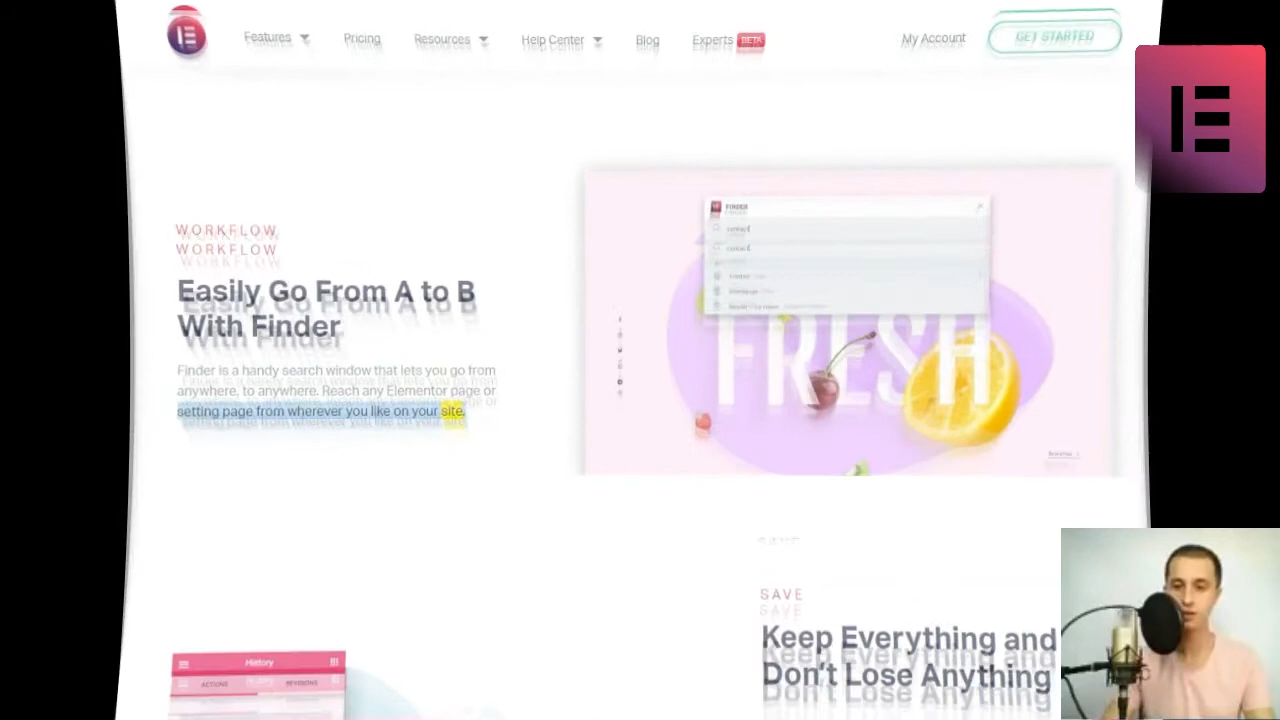 Features
Pricing
Resources
Help Center
Blog
Experts BETA
My Account
GET STARTED
WORKFLOW
WORKFLOW
WORKFLOW
Easily Go From A to B
With Finder
Finder is a handy search window that lets you go from
anywhere, to anywhere. Reach any Elementor page or
setting page from wherever you like on your site.
FINDER
FRESH
SAVE
SAVE
Keep Everything and
Don't Lose Anything
History
ACTIONS
REVISIONS